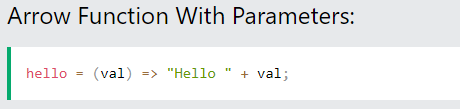 Arrow Function With Parameters:
hello = (val) => "Hello " + val;